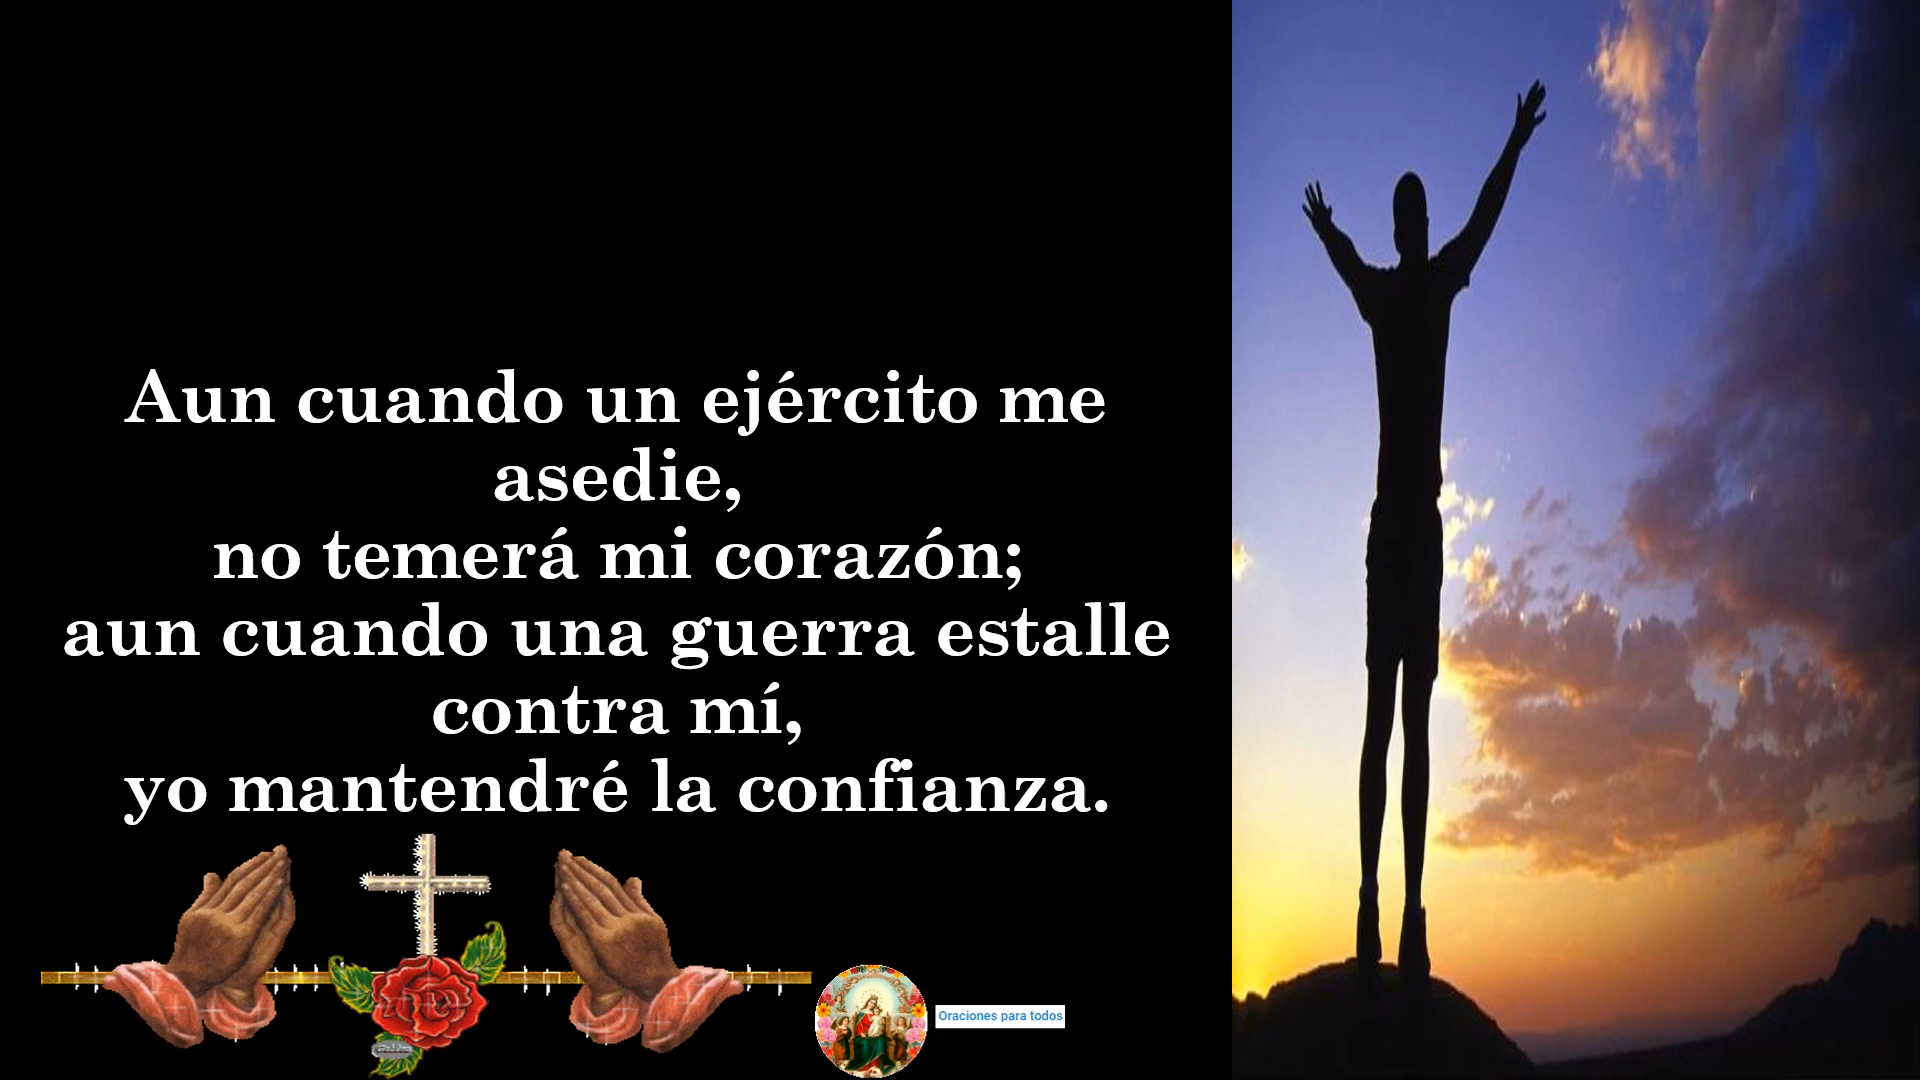 Aun cuando un ejército me
asedie,
no temerá mi corazón;
aun cuando una guerra estalle
contra mí,
yo mantendré la confianza.
Oraciones para todos